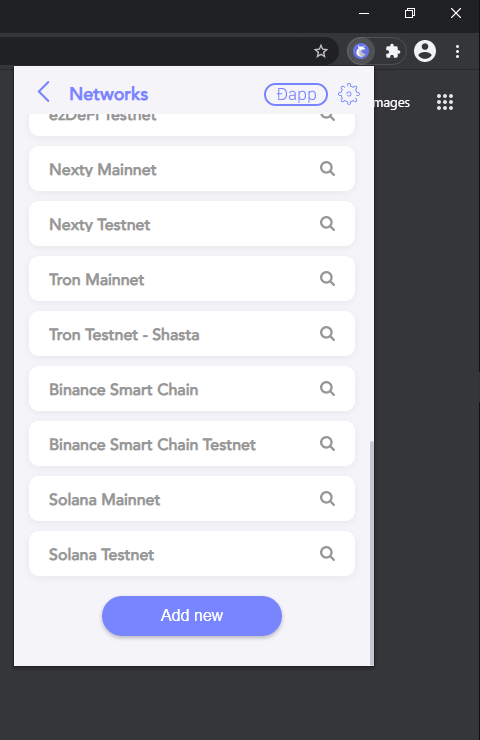 Networks
Ðapp
mages
ezDeFi Testnet
Nexty Mainnet
Nexty Testnet
Tron Mainnet
Tron Testnet - Shasta
Binance Smart Chain
Binance Smart Chain Testnet
Solana Mainnet
Solana Testnet
Add new